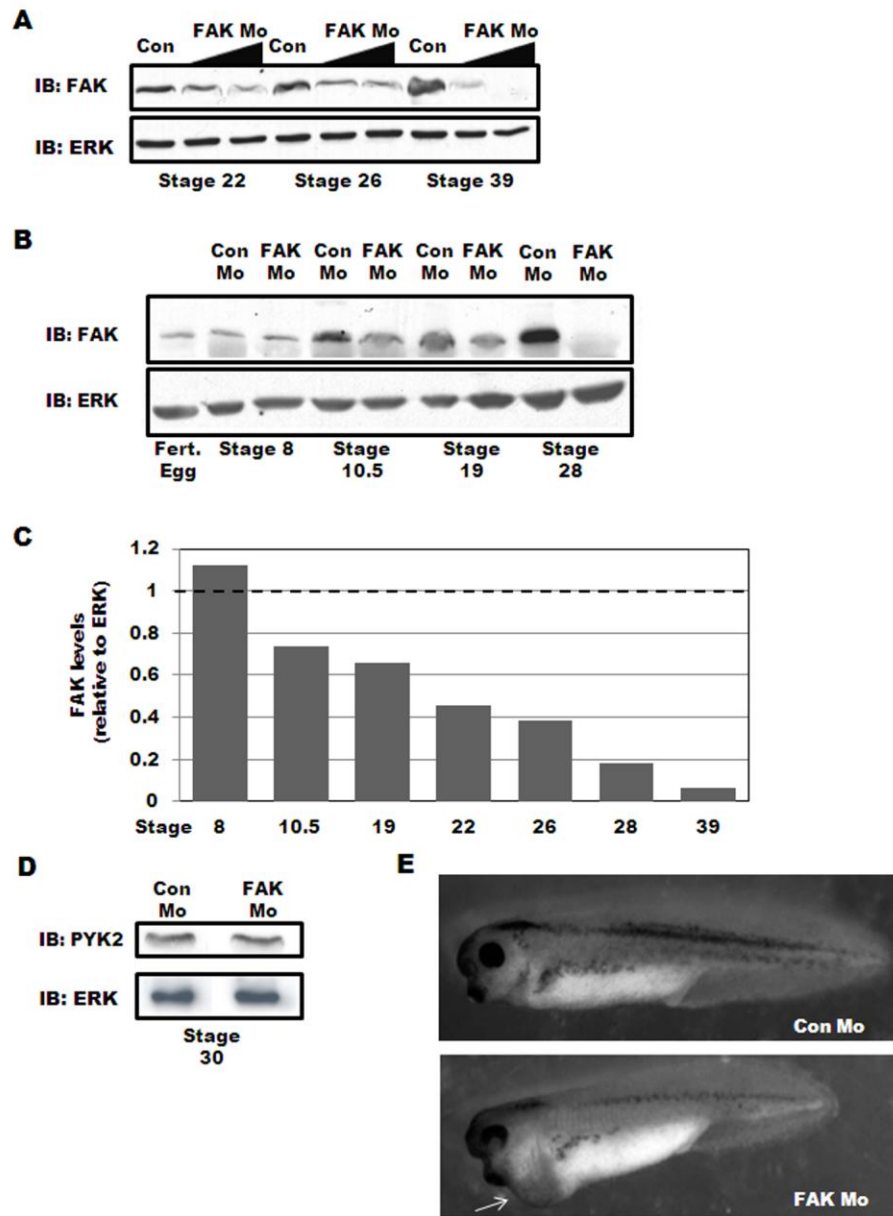 A
FAK Mo FAK Mo FAK Mo
Con Con Con
IB: FAK
IB: ERK
Stage 22 Stage 26 Stage 39
B
Con FAK Con FAK Con FAK Con FAK
Mo Mo Mo Mo Mo Mo Mo Mo
IB: FAK
IB: ERK
Fert. Stage 8 Stage Stage Stage
Egg 10.5 19 28
C
FAK levels
(relative to ERK)
1.2
1
0.8
0.6
0.4
0.2
0
Stage 8 10.5 19 22 26 28 39
D
Con FAK
Mo Mo
IB: PYK2
IB: ERK
Stage
30
E
Con Mo
FAK Mo